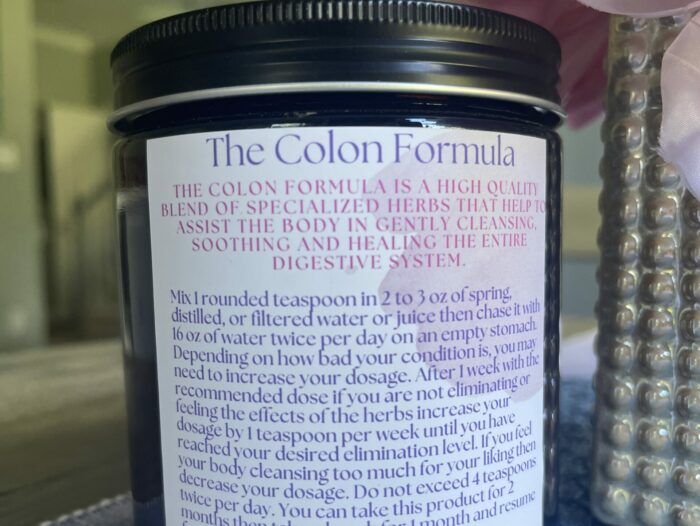 The Colon Formula
THE COLON FORMULA IS A HIGH QUALITY
BLEND OF SPECIALIZED HERBS THAT HELP TO
ASSIST THE BODY IN GENTLY CLEANSING,
SOOTHING AND HEALING THE ENTIRE
DIGESTIVE SYSTEM.
Mix 1 rounded teaspoon in 2 to 3 oz of spring,
distilled, or filtered water or juice then chase it with
16 oz of water twice per day on an empty stomach.
Depending on how bad your condition is, you may
need to increase your dosage. After 1 week with the
recommended dose if you are not eliminating or
feeling the effects of the herbs increase your
dosage by 1 teaspoon per week until you have
reached your desired elimination level. If you feel
your body cleansing too much for your liking then
decrease your dosage. Do not exceed 4 teaspoons
twice per day. You can take this product for 2
months then for 1 month and resume